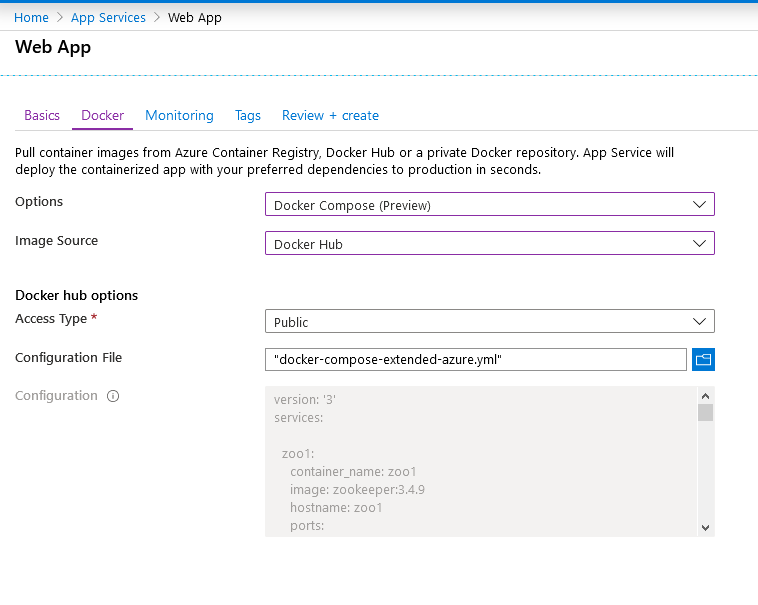 Home > App Services > Web App
Web App
Basics Docker Monitoring Tags Review + create
Pull container images from Azure Container Registry, Docker Hub or a private Docker repository. App Service will
deploy the containerized app with your preferred dependencies to production in seconds.
Options Docker Compose (Preview)
Image Source Docker Hub
Docker hub options
Access Type * Public
Configuration File "docker-compose-extended-azure.yml"
Configuration version: '3'
services:
zoo1:
container_name: zoo1
image: zookeeper:3.4.9
hostname: zoo1
ports: